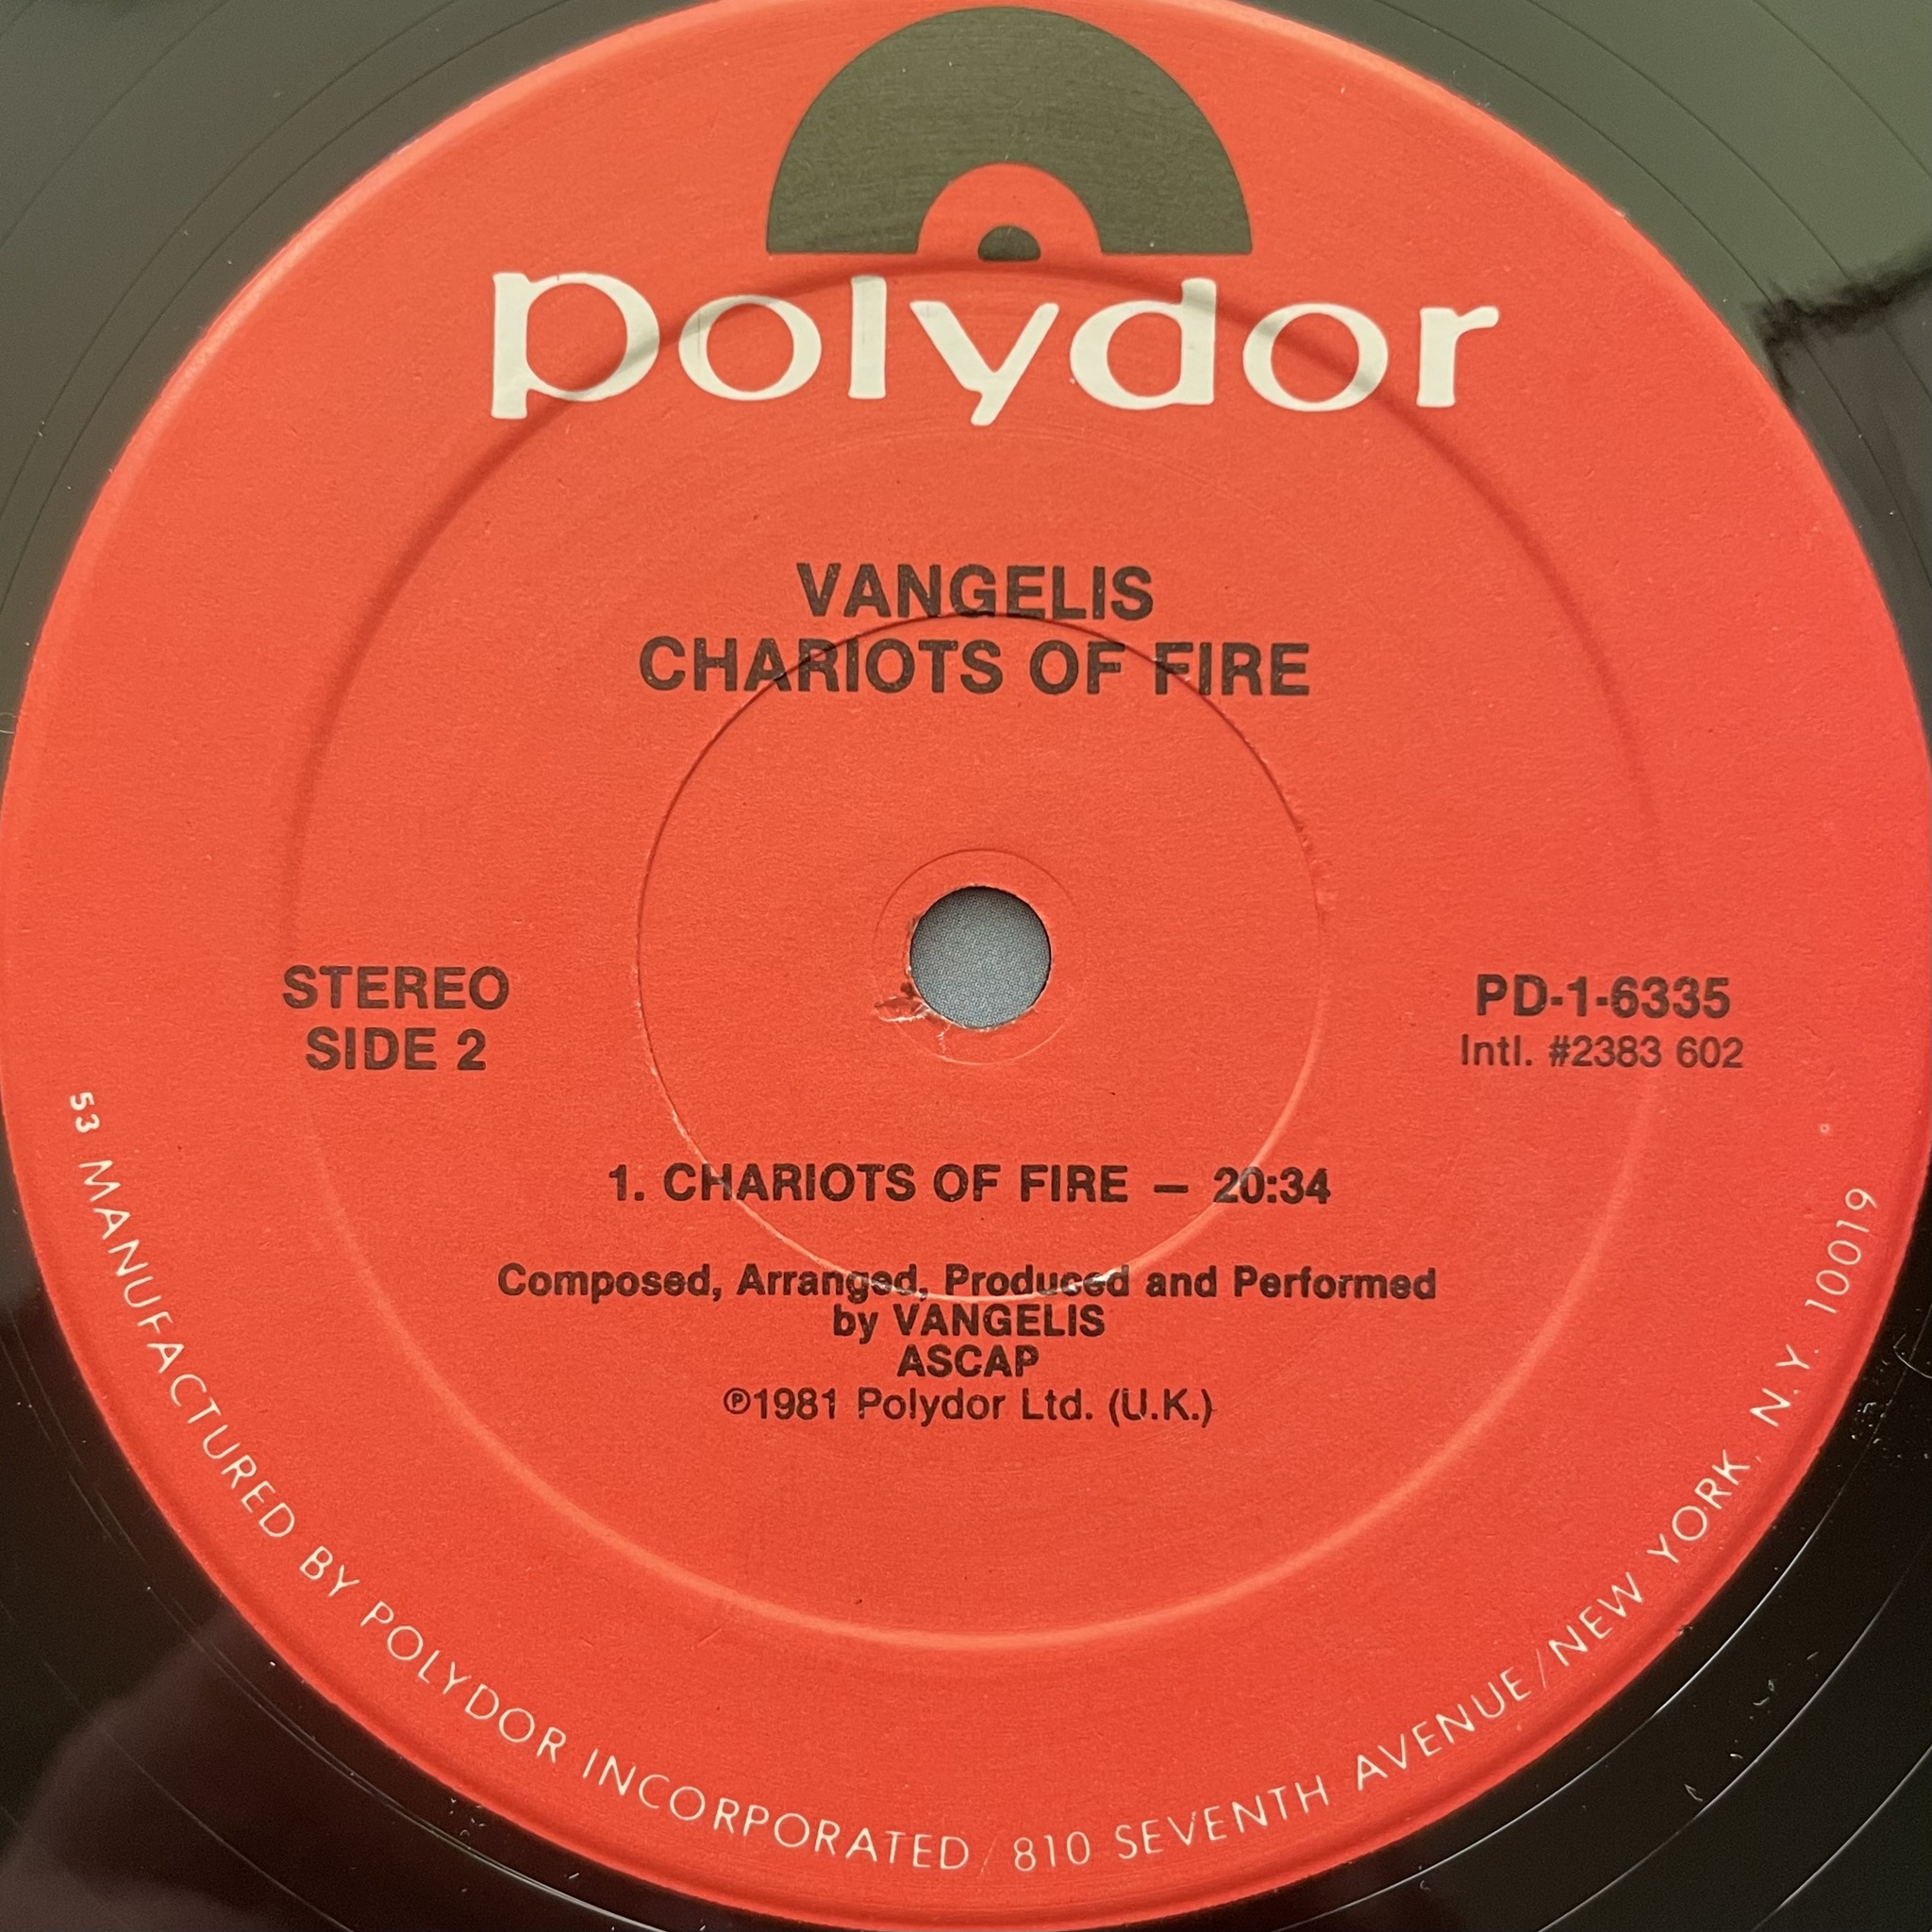 polydor
VANGELIS
CHARIOTS OF FIRE
STEREO
SIDE 2
PD-1-6335
Intl. #2383 602
1. CHARIOTS OF FIRE — 20:34
Composed, Arranged, Produced and Performed
by VANGELIS
ASCAP
℗1981 Polydor Ltd. (U.K.)
53 MANUFACTURED BY POLYDOR INCORPORATED / 810 SEVENTH AVENUE / NEW YORK, N.Y. 10019